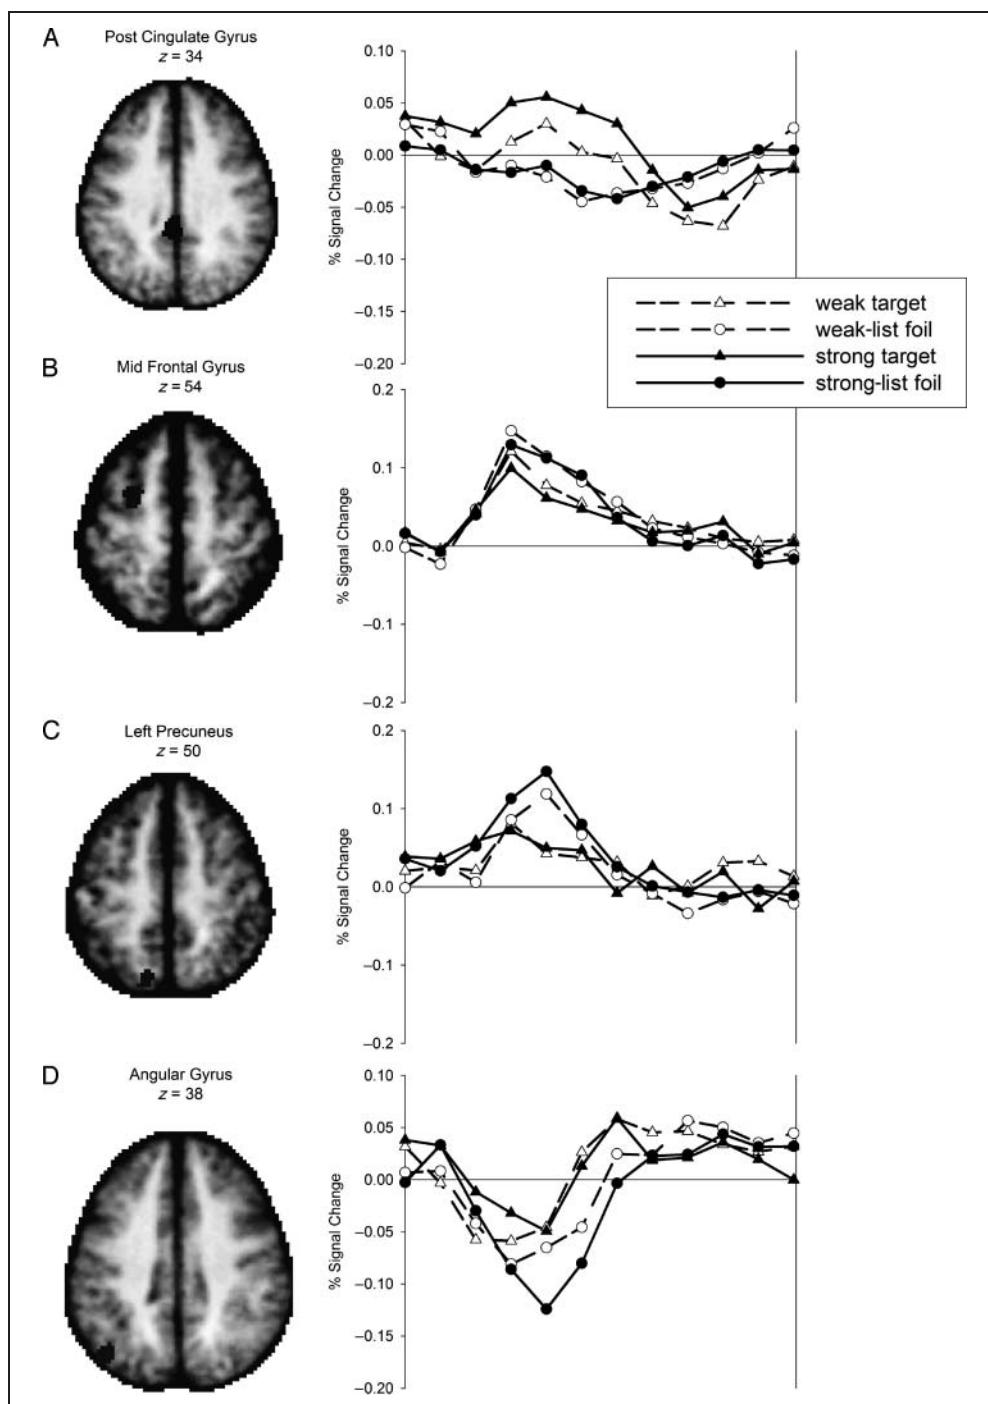 A
Post Cingulate Gyrus
z = 34
0.10
0.05
0.00
–0.05
–0.10
–0.15
–0.20
% Signal Change
weak target
weak-list foil
strong target
strong-list foil
B
Mid Frontal Gyrus
z = 54
0.2
0.1
0.0
–0.1
–0.2
% Signal Change
C
Left Precuneus
z = 50
0.2
0.1
0.0
–0.1
–0.2
% Signal Change
D
Angular Gyrus
z = 38
0.10
0.05
0.00
–0.05
–0.10
–0.15
–0.20
% Signal Change